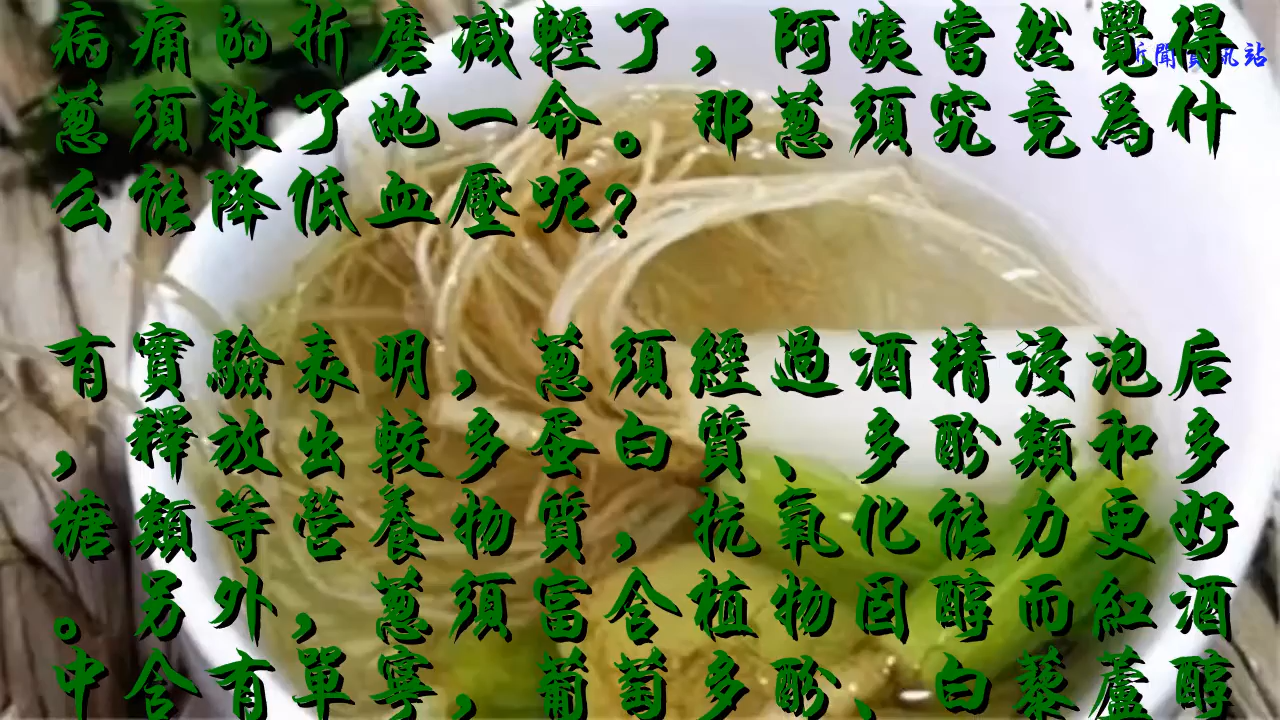 病痛的折磨減輕了，阿姨當然覺得
新聞資訊站
蔥須救了她一命。那蔥須究竟為什
么能降低血壓呢?
有實驗表明，蔥須經過酒精浸泡后
，釋放出較多蛋白質、多酚類和多
糖類等營養物質，抗氧化能力更好
。另外，蔥須富含植物固醇而紅酒
中含有單寧，葡萄多酚、白藜蘆醇